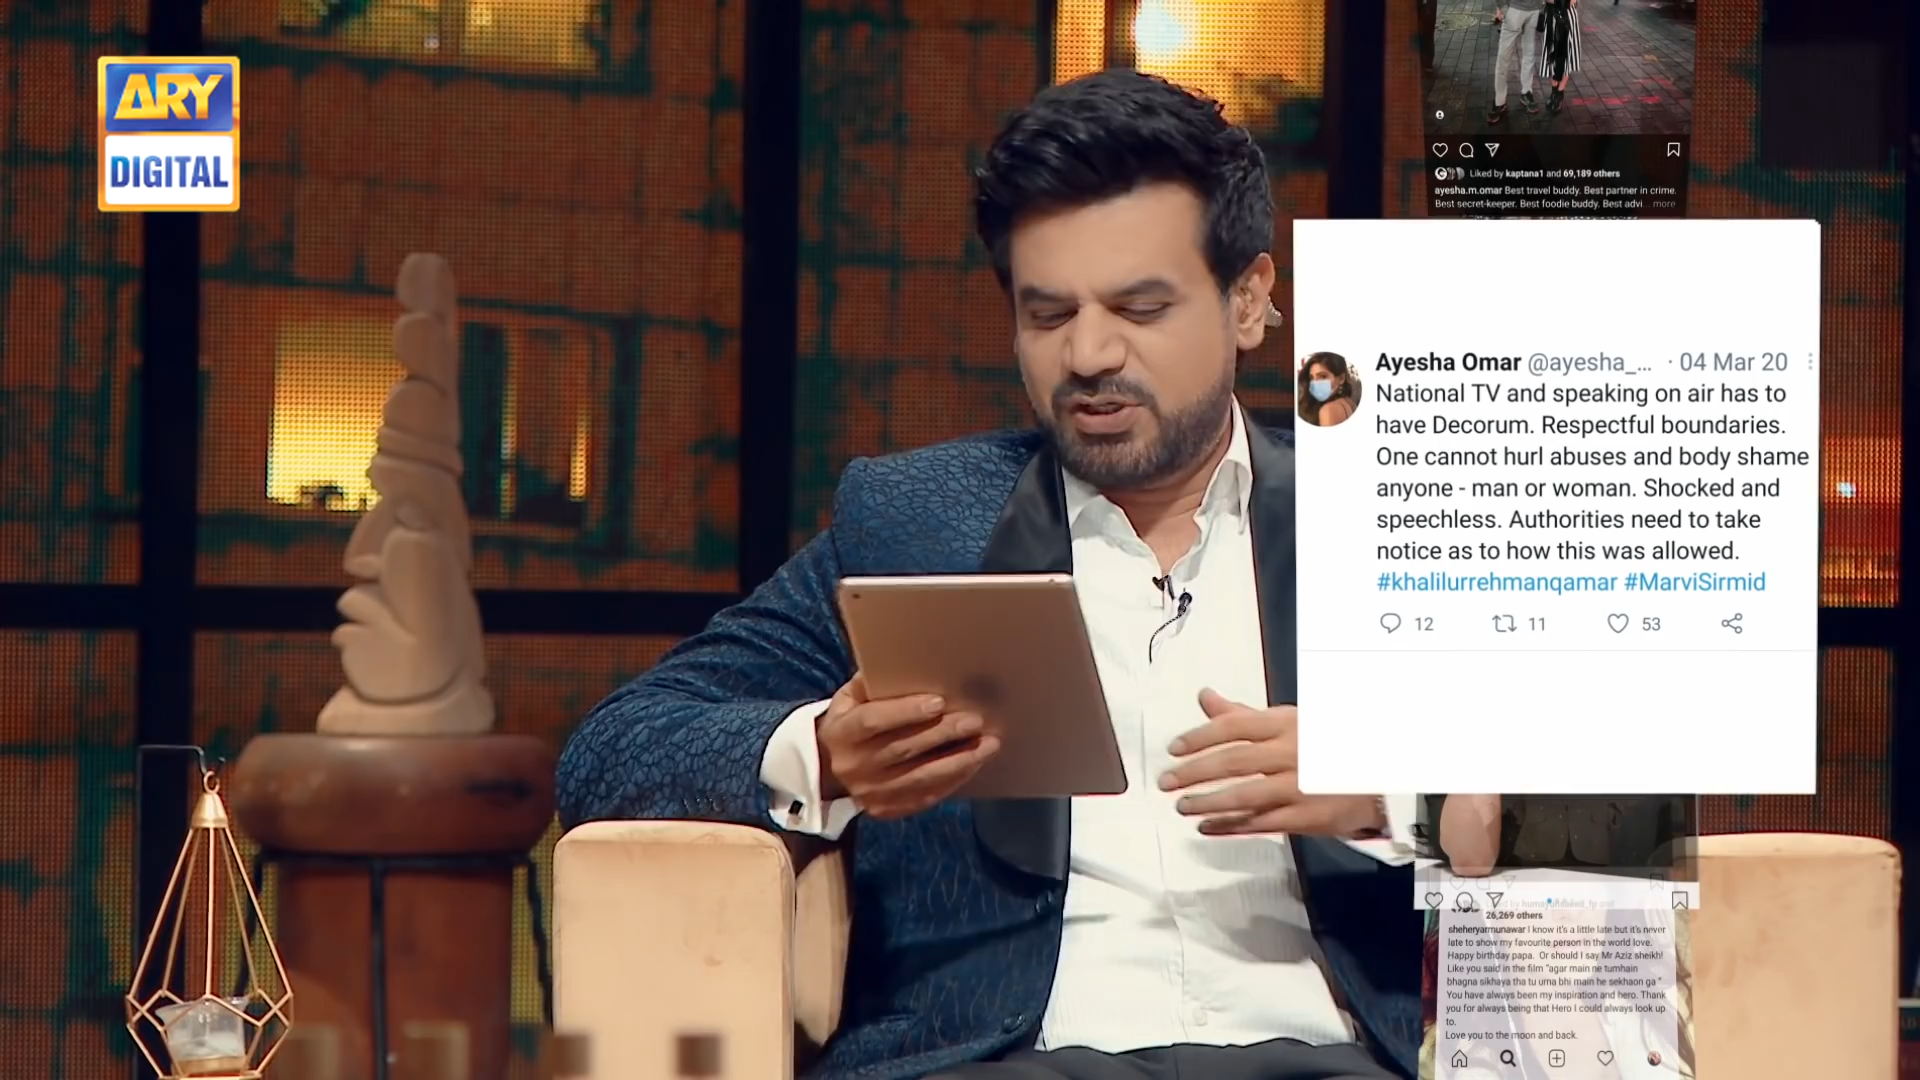 ARY
DIGITAL
Liked by kaptana1 and 69,189 others
ayesha.m.omar Best travel buddy. Best partner in crime.
Best secret-keeper. Best foodie buddy. Best advi... more
Ayesha Omar @ayesha_... · 04 Mar 20
National TV and speaking on air has to
have Decorum. Respectful boundaries.
One cannot hurl abuses and body shame
anyone - man or woman. Shocked and
speechless. Authorities need to take
notice as to how this was allowed.
#khalilurrehmanqamar #MarviSirmid
12 11 53
26,269 others
sheheryarmunawar I know it's a little late but it's never
late to show my favourite person in the world love.
Happy birthday papa. Or should I say Mr Aziz sheikh!
Like you said in the film "agar main ne tumhain
bhagna sikhaya tha tu urna bhi main he sekhaon ga "
You have always been my inspiration and hero. Thank
you for always being that Hero I could always look up
to.
Love you to the moon and back.